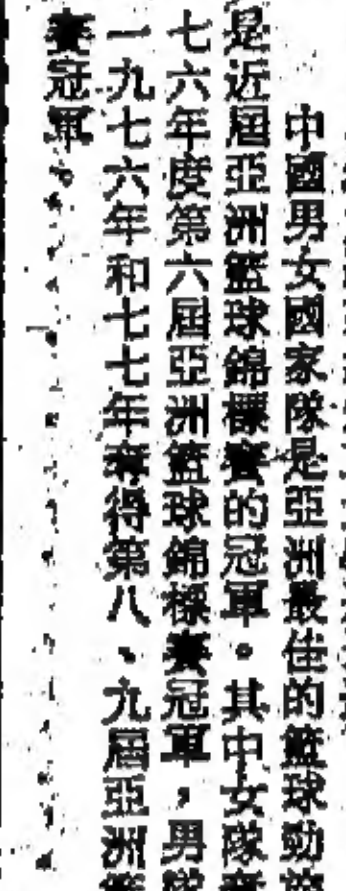 中國男女國家隊是亞洲最佳的籃球勁
是近屆亞洲籃球錦標賽的冠軍。其中女隊
七六年度第六屆亞洲籃球錦標賽冠軍,男隊
一九七六年和七七年奪得第八、九屆亞洲
賽冠軍。